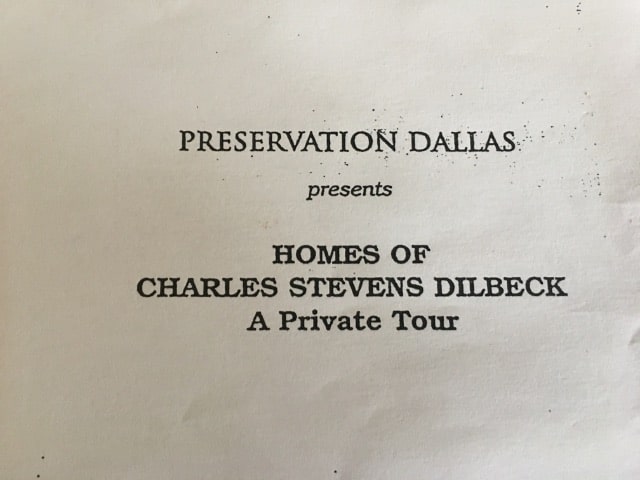 PRESERVATION DALLAS
presents
HOMES OF
CHARLES STEVENS DILBECK
A Private Tour